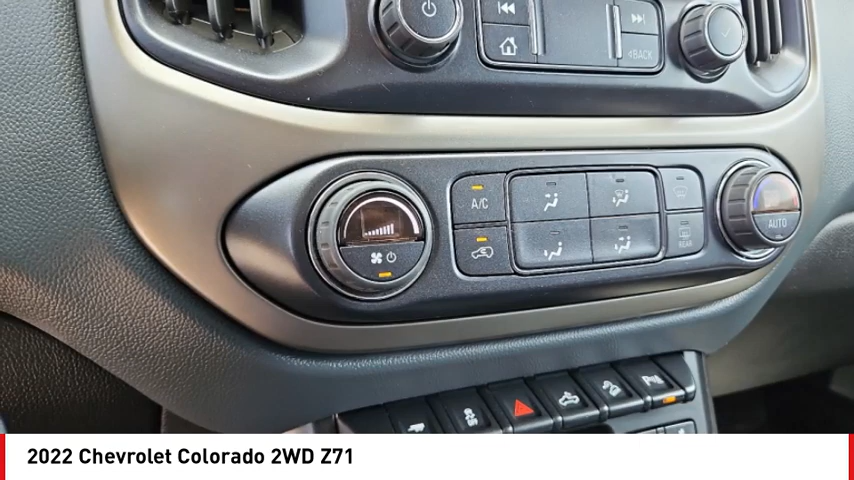 BACK
A/C
REAR
AUTO
2022 Chevrolet Colorado 2WD Z71